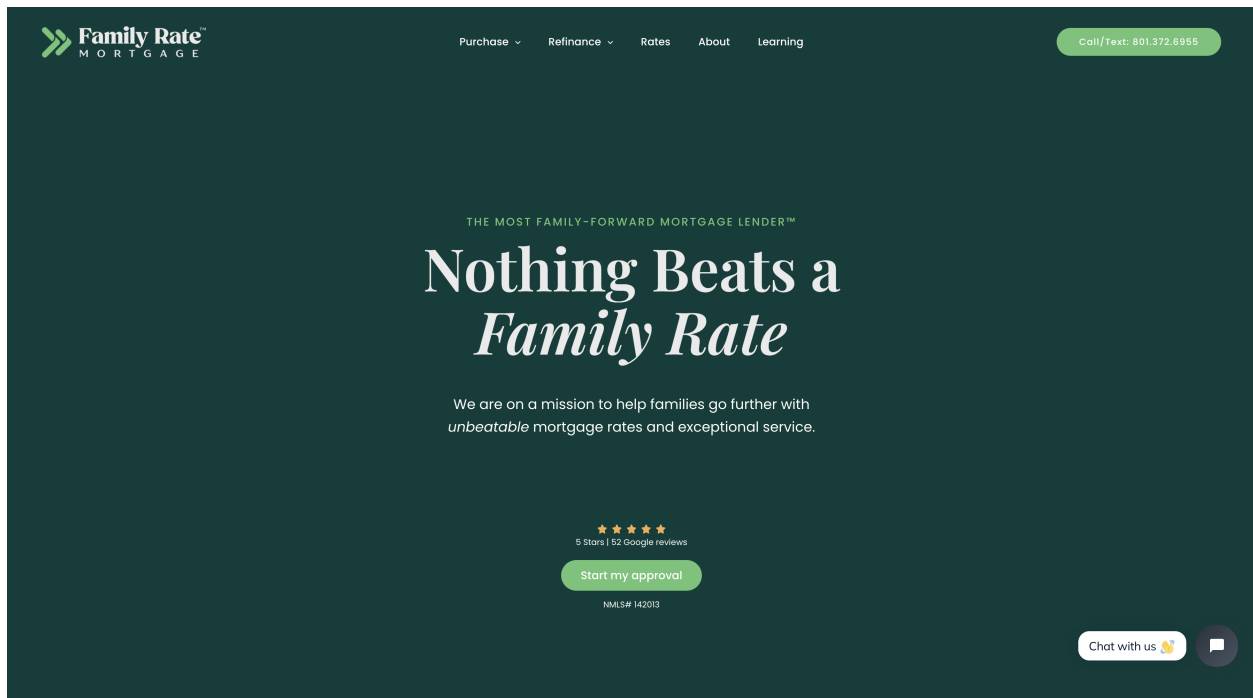 Family Rate™
MORTGAGE
Purchase
Refinance
Rates
About
Learning
Call/Text: 801.372.6955
THE MOST FAMILY-FORWARD MORTGAGE LENDER™
Nothing Beats a
Family Rate
We are on a mission to help families go further with
unbeatable mortgage rates and exceptional service.
5 Stars | 52 Google reviews
Start my approval
NMLS# 142013
Chat with us 👋